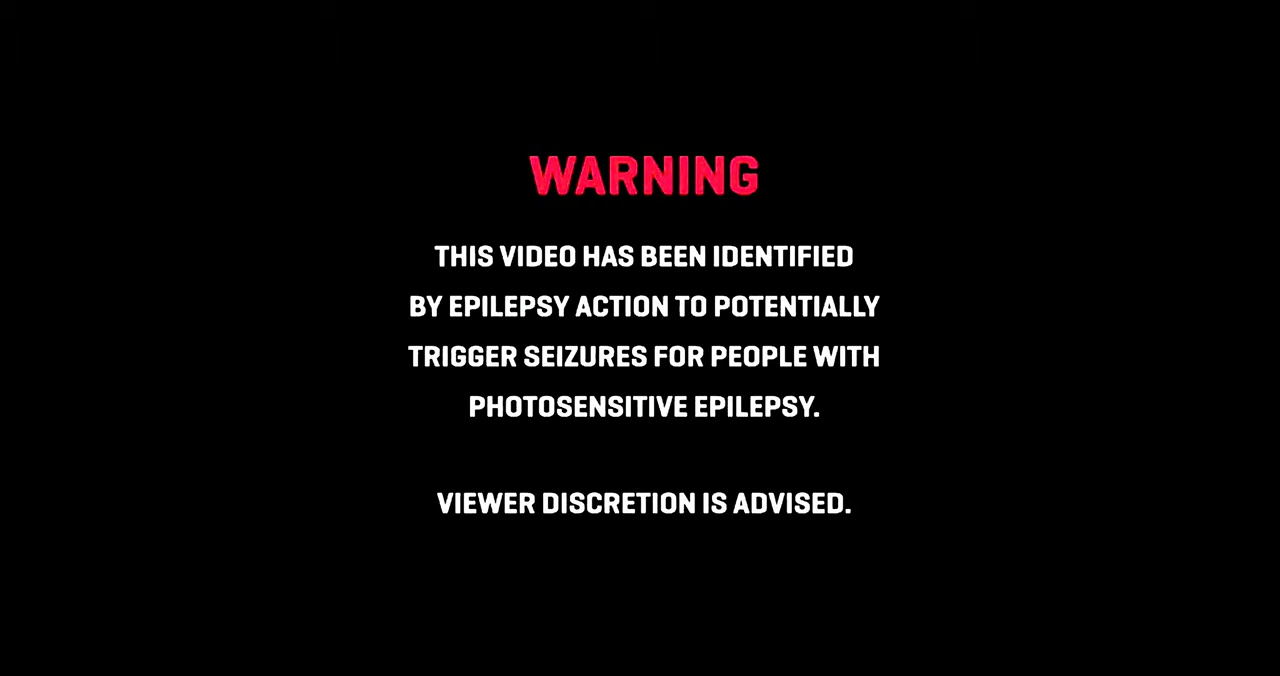 WARNING
THIS VIDEO HAS BEEN IDENTIFIED
BY EPILEPSY ACTION TO POTENTIALLY
TRIGGER SEIZURES FOR PEOPLE WITH
PHOTOSENSITIVE EPILEPSY.
VIEWER DISCRETION IS ADVISED.